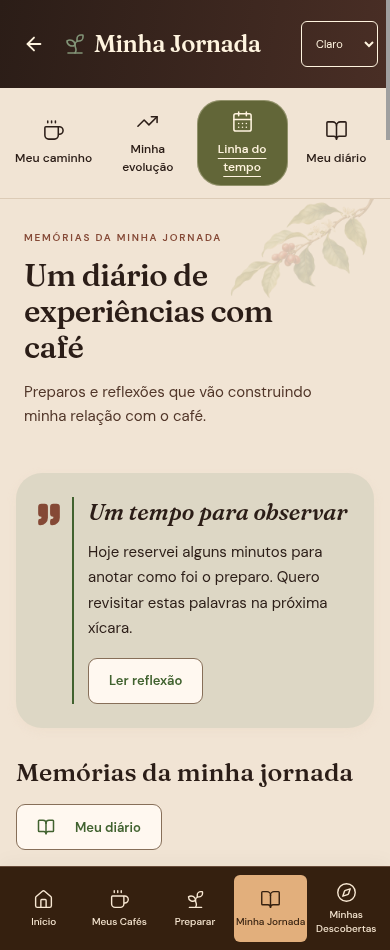 Minha Jornada
Claro
Meu caminho
Minha
evolução
Linha do
tempo
Meu diário
MEMÓRIAS DA MINHA JORNADA
Um diário de
experiências com
café
Preparos e reflexões que vão construindo
minha relação com o café.
Um tempo para observar
Hoje reservei alguns minutos para
anotar como foi o preparo. Quero
revisitar estas palavras na próxima
xícara.
Ler reflexão
Memórias da minha jornada
Meu diário
Início
Meus Cafés
Preparar
Minha Jornada
Minhas
Descobertas